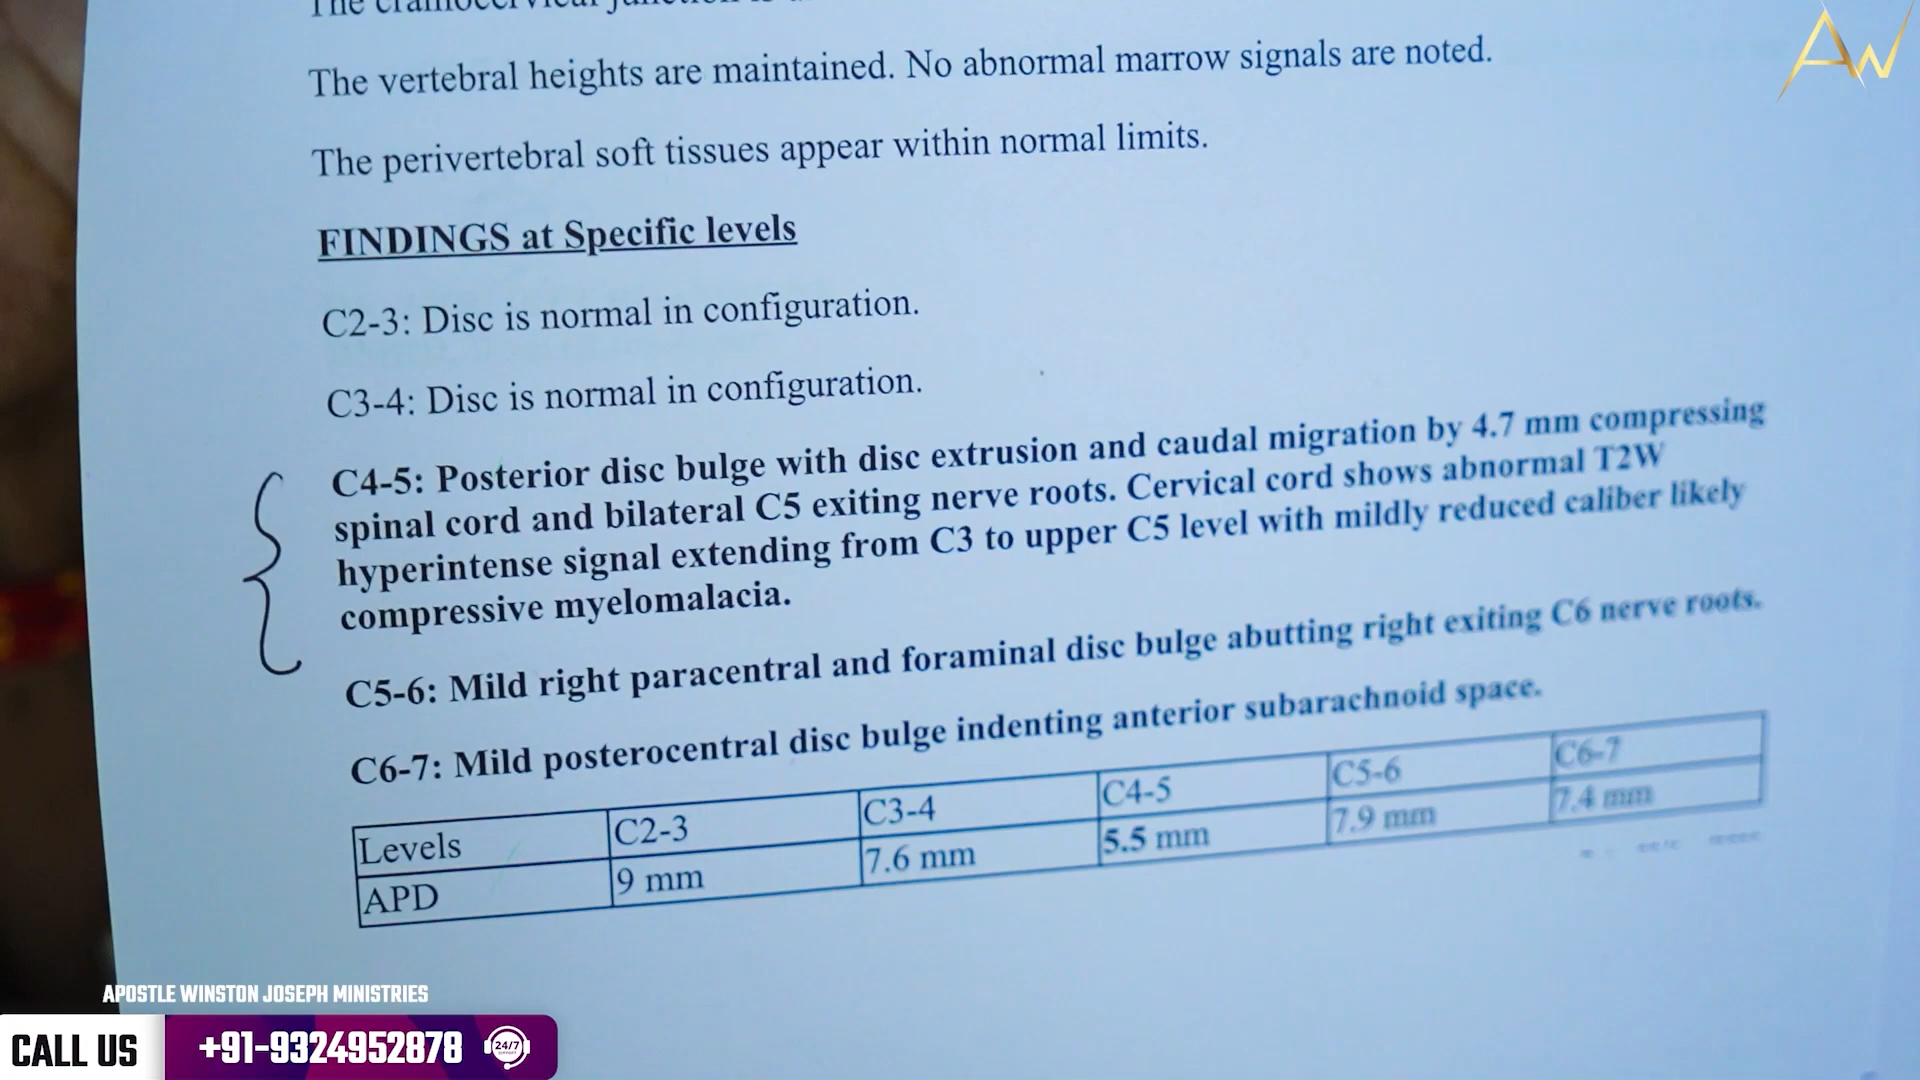 The vertebral heights are maintained. No abnormal marrow signals are noted.
The perivertebral soft tissues appear within normal limits.
FINDINGS at Specific levels
C2-3: Disc is normal in configuration.
C3-4: Disc is normal in configuration.
C4-5: Posterior disc bulge with disc extrusion and caudal migration by 4.7 mm compressing
spinal cord and bilateral C5 exiting nerve roots. Cervical cord shows abnormal T2W
hyperintense signal extending from C3 to upper C5 level with mildly reduced caliber likely
compressive myelomalacia.
C5-6: Mild right paracentral and foraminal disc bulge abutting right exiting C6 nerve roots.
C6-7: Mild posterocentral disc bulge indenting anterior subarachnoid space.
Levels C2-3 C3-4 C4-5 C5-6 C6-7
APD 9 mm 7.6 mm 5.5 mm 7.9 mm 7.4 mm
AW
APOSTLE WINSTON JOSEPH MINISTRIES
CALL US +91-9324952878 24/7